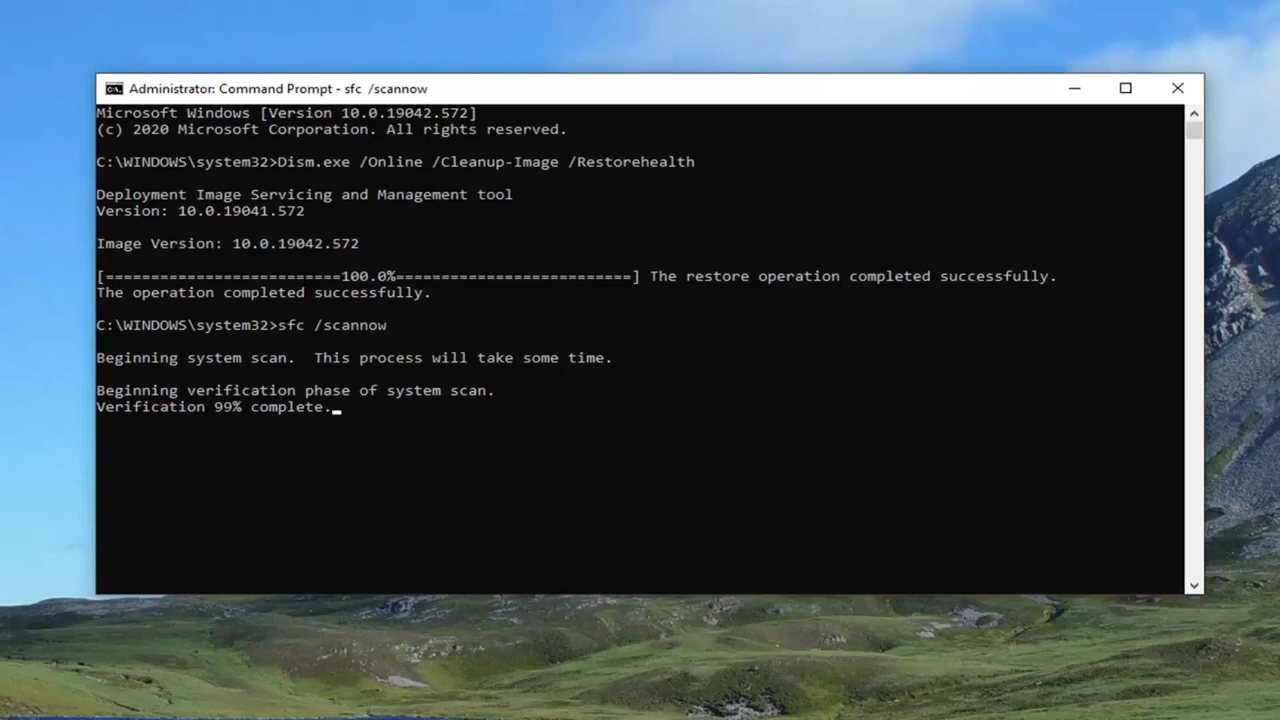 Administrator: Command Prompt - sfc  /scannow
Microsoft Windows [Version 10.0.19042.572]
(c) 2020 Microsoft Corporation. All rights reserved.
C:\WINDOWS\system32>Dism.exe /Online /Cleanup-Image /Restorehealth
Deployment Image Servicing and Management tool
Version: 10.0.19041.572
Image Version: 10.0.19042.572
[==========================100.0%==========================] The restore operation completed successfully.
The operation completed successfully.
C:\WINDOWS\system32>sfc /scannow
Beginning system scan.  This process will take some time.
Beginning verification phase of system scan.
Verification 99% complete.